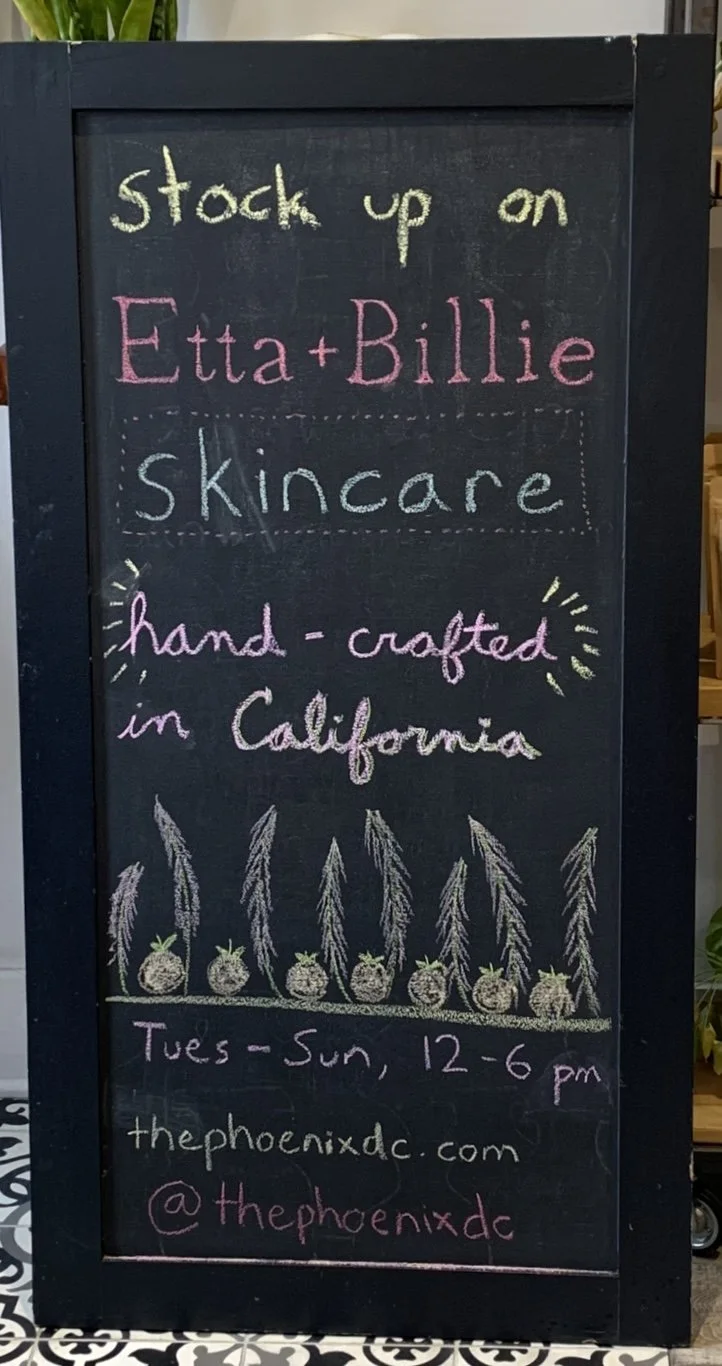 stock up on
Etta + Billie
skincare
hand-crafted
in California
Tues - Sun, 12-6 pm
thephoenixdc.com
@thephoenixdc